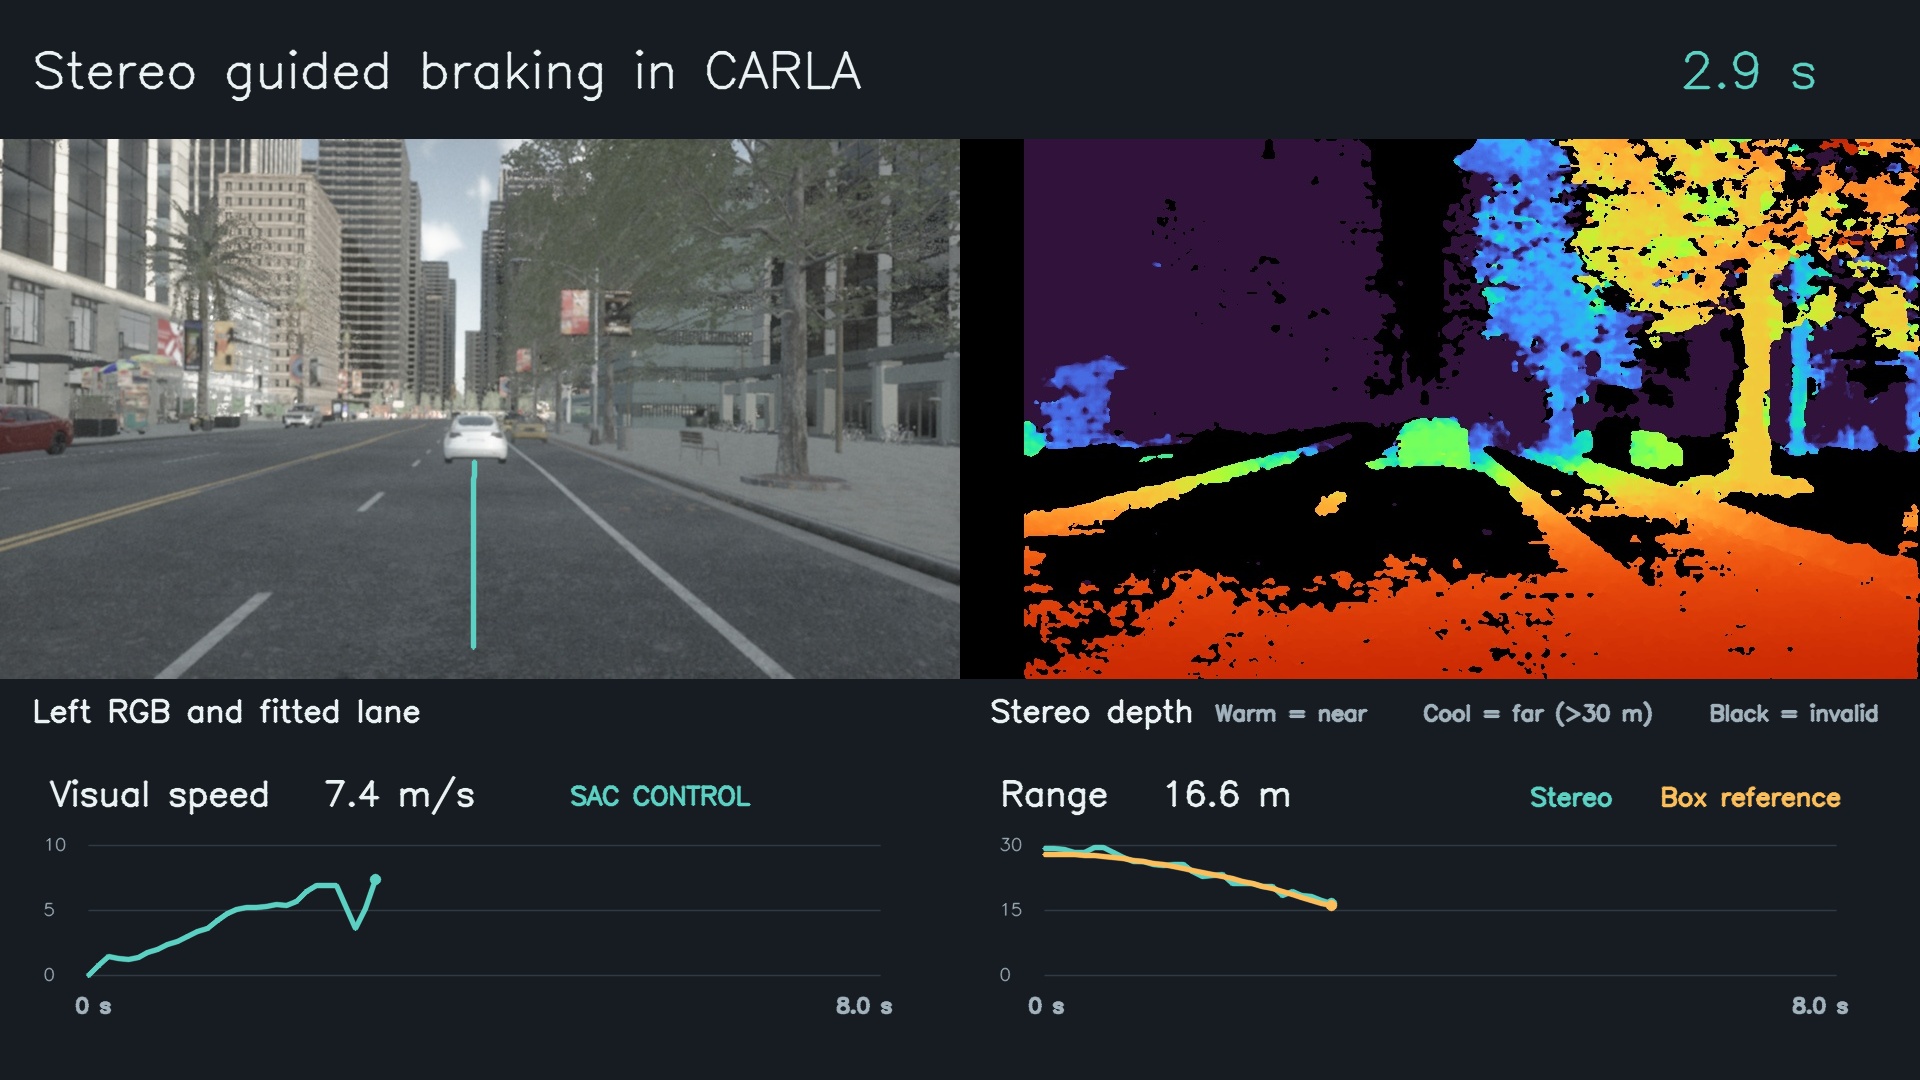 Stereo guided braking in CARLA
2.9 s
Left RGB and fitted lane
Stereo depth Warm = near Cool = far (>30 m) Black = invalid
Visual speed 7.4 m/s SAC CONTROL
10
5
0
0 s 8.0 s
Range 16.6 m Stereo Box reference
30
15
0
0 s 8.0 s